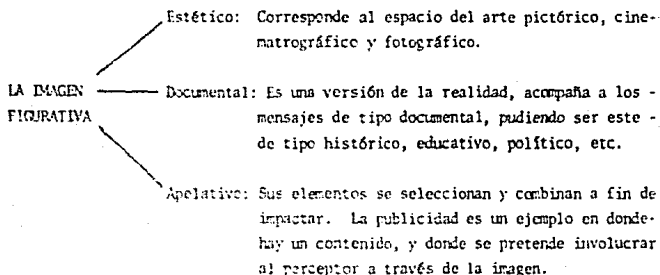 Estético: Corresponde al espacio del arte pictórico, cine-
matrográfico y fotográfico.
LA IMAGEN
FIGURATIVA
Documental: Es una versión de la realidad, acompaña a los -
mensajes de tipo documental, pudiendo ser este -
de tipo histórico, educativo, político, etc.
Apelativo: Sus elementos se seleccionan y combinan a fin de
impactar. La publicidad es un ejemplo en donde-
hay un contenido, y donde se pretende involucrar
al perceptor a través de la imagen.